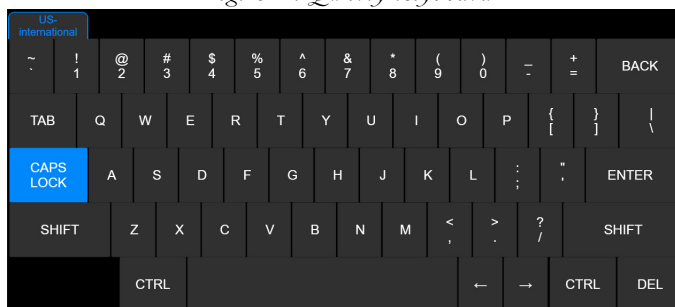 US-
international
~ ! @ # $ % ^ & * ( ) _ +
` 1 2 3 4 5 6 7 8 9 0 - = BACK
TAB Q W E R T Y U I O P { } |
[ ] \
CAPS
LOCK A S D F G H J K L : " ENTER
; '
SHIFT Z X C V B N M < > ? SHIFT
, . /
CTRL ← → CTRL DEL